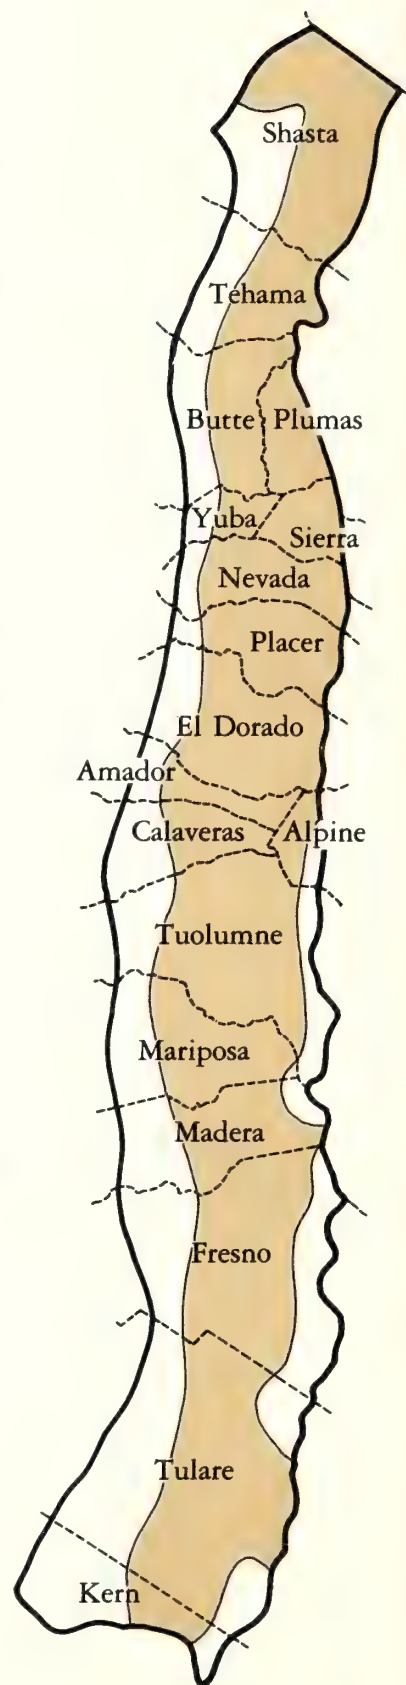 Shasta
Tehama
Butte
Plumas
Yuba
Sierra
Nevada
Placer
El Dorado
Amador
Calaveras
Alpine
Tuolumne
Mariposa
Madera
Fresno
Tulare
Kern